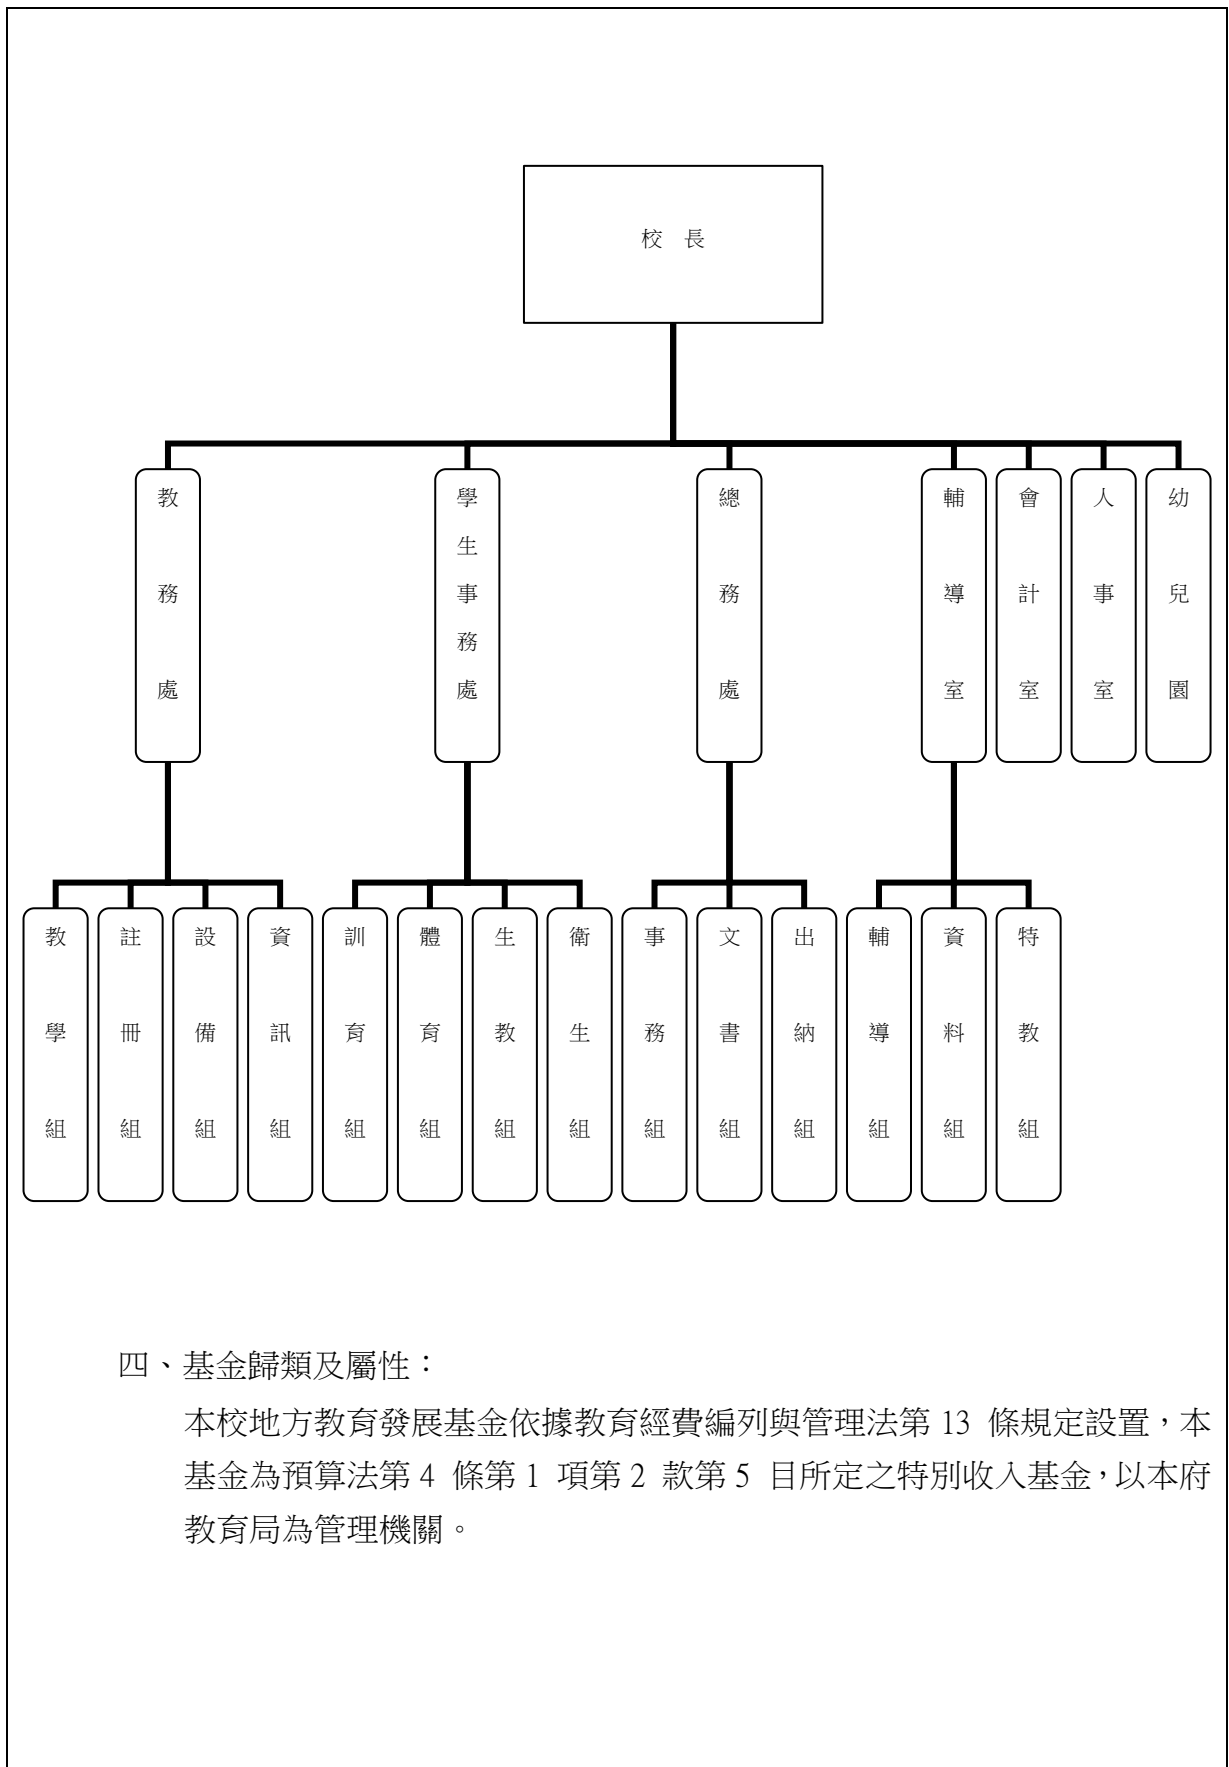 校 長
教務處
學生事務處
總務處
輔導室
會計室
人事室
幼兒園
教學組
註冊組
設備組
資訊組
訓育組
體育組
生教組
衛生組
事務組
文書組
出納組
輔導組
資料組
特教組
四、基金歸類及屬性：
本校地方教育發展基金依據教育經費編列與管理法第 13 條規定設置，本
基金為預算法第 4 條第 1 項第 2 款第 5 目所定之特別收入基金，以本府
教育局為管理機關。